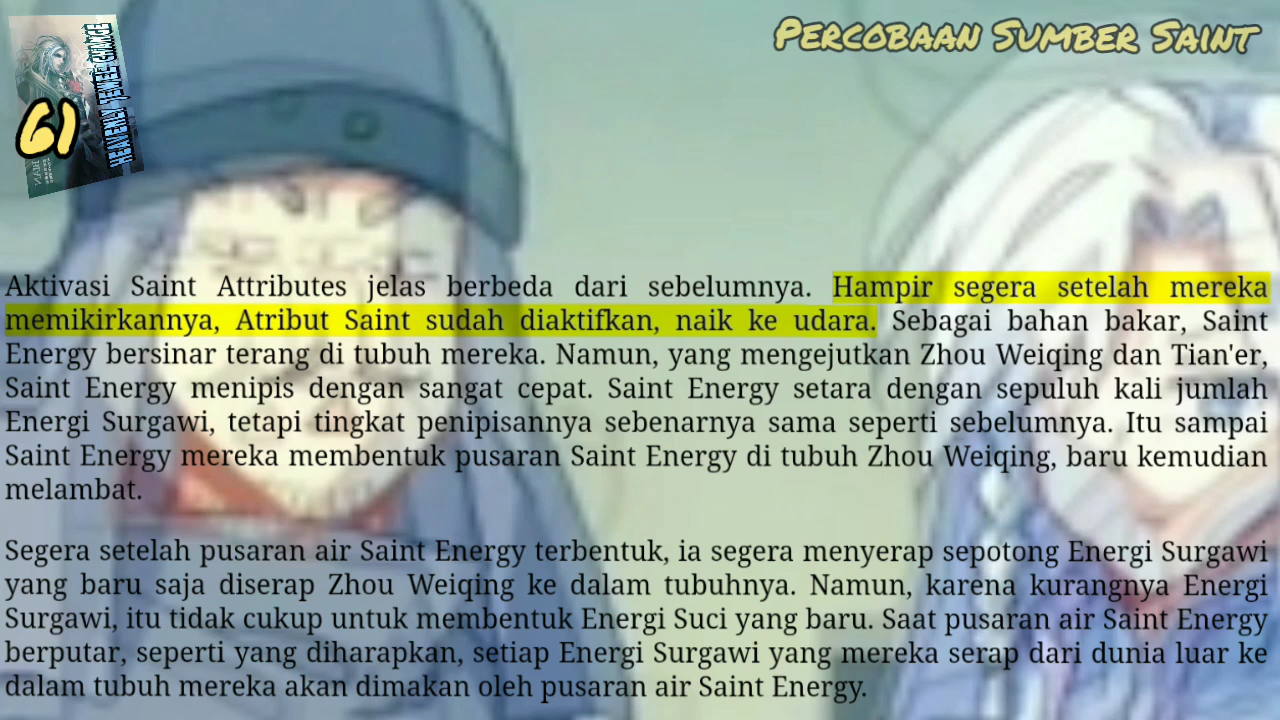 Percobaan Sumber Saint
HEAVENLY JEWEL CHANGE
61
Aktivasi Saint Attributes jelas berbeda dari sebelumnya. Hampir segera setelah mereka
memikirkannya, Atribut Saint sudah diaktifkan, naik ke udara. Sebagai bahan bakar, Saint
Energy bersinar terang di tubuh mereka. Namun, yang mengejutkan Zhou Weiqing dan Tian'er,
Saint Energy menipis dengan sangat cepat. Saint Energy setara dengan sepuluh kali jumlah
Energi Surgawi, tetapi tingkat penipisannya sebenarnya sama seperti sebelumnya. Itu sampai
Saint Energy mereka membentuk pusaran Saint Energy di tubuh Zhou Weiqing, baru kemudian
melambat.
Segera setelah pusaran air Saint Energy terbentuk, ia segera menyerap sepotong Energi Surgawi
yang baru saja diserap Zhou Weiqing ke dalam tubuhnya. Namun, karena kurangnya Energi
Surgawi, itu tidak cukup untuk membentuk Energi Suci yang baru. Saat pusaran air Saint Energy
berputar, seperti yang diharapkan, setiap Energi Surgawi yang mereka serap dari dunia luar ke
dalam tubuh mereka akan dimakan oleh pusaran air Saint Energy.